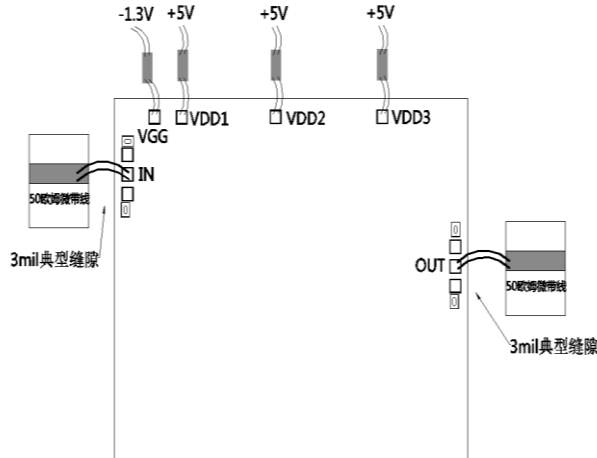 -1.3V
+5V
+5V
+5V
VGG
VDD1
VDD2
VDD3
IN
50欧姆微带线
3mil典型缝隙
OUT
50欧姆微带线
3mil典型缝隙